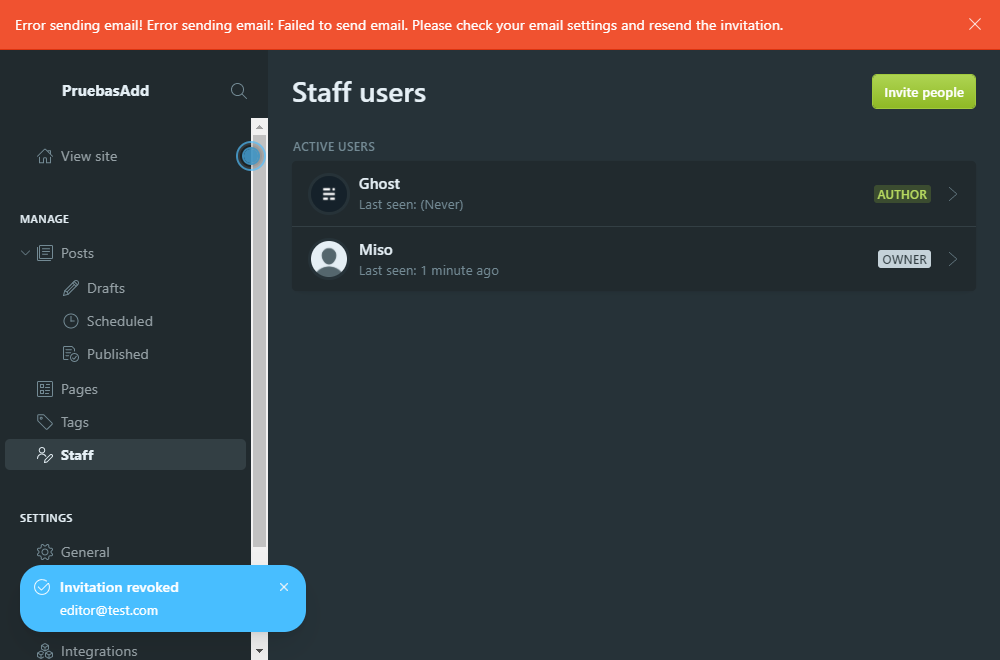 Error sending email! Error sending email: Failed to send email. Please check your email settings and resend the invitation.
PruebasAdd
View site
MANAGE
Posts
Drafts
Scheduled
Published
Pages
Tags
Staff
SETTINGS
General
Invitation revoked
editor@test.com
Integrations
Staff users
Invite people
ACTIVE USERS
Ghost
Last seen: (Never)
AUTHOR
Miso
Last seen: 1 minute ago
OWNER